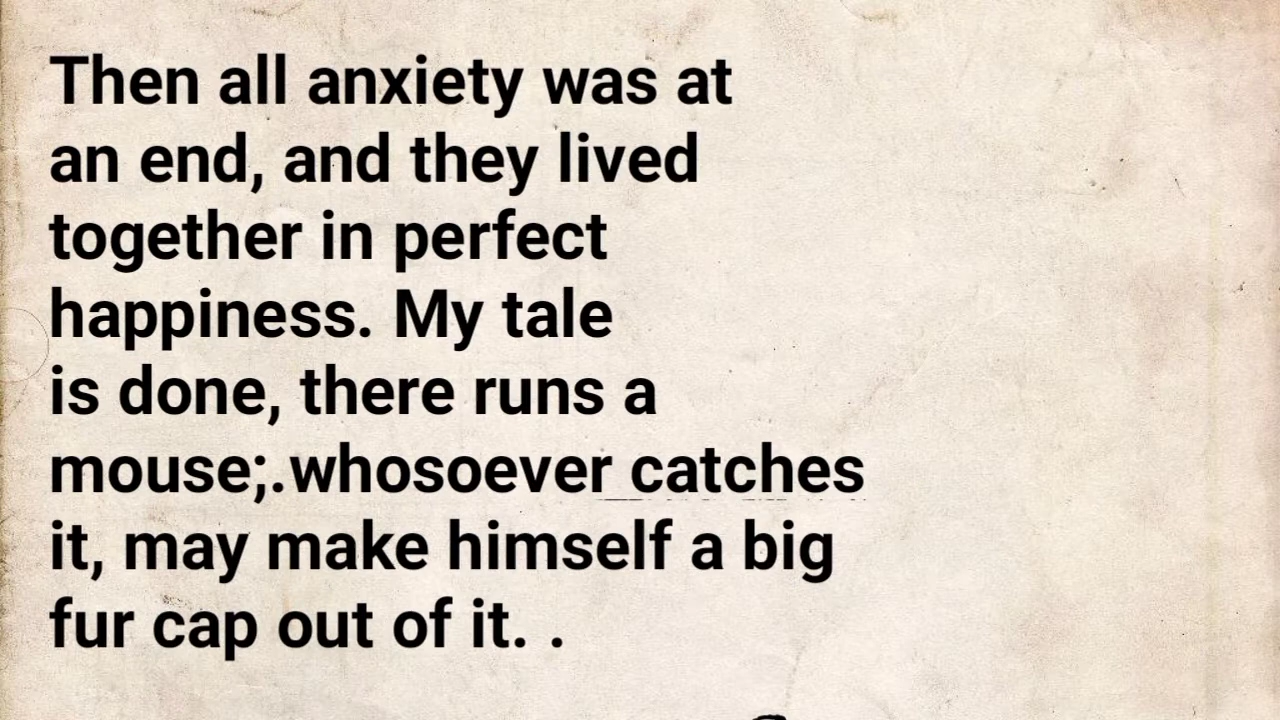 Then all anxiety was at
an end, and they lived
together in perfect
happiness. My tale
is done, there runs a
mouse;.whosoever catches
it, may make himself a big
fur cap out of it. .